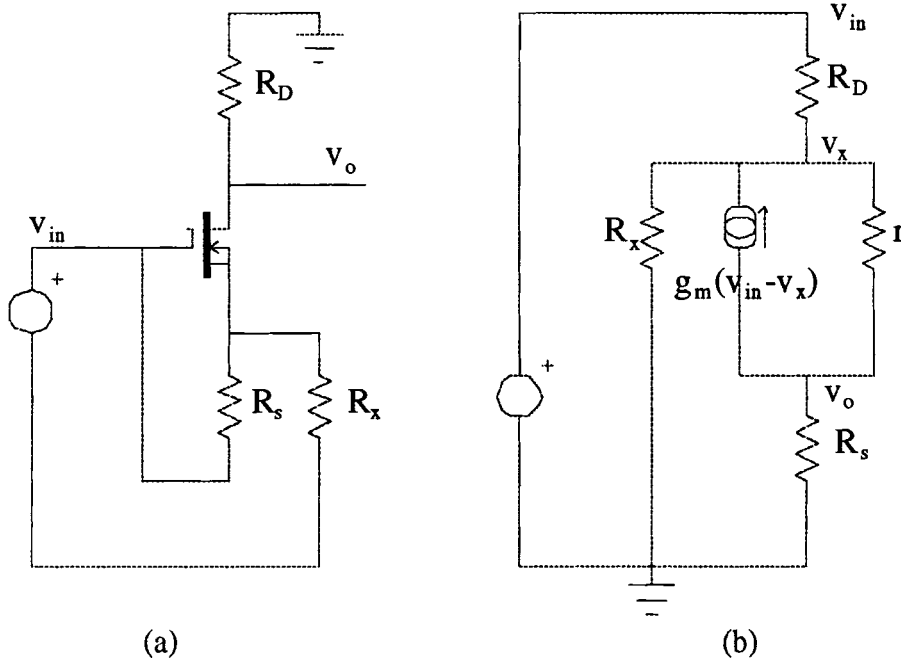 R_D
v_o
v_in
+
R_s
R_x
(a)
v_in
R_D
v_x
R_x
g_m(v_in-v_x)
r
+
v_o
R_s
(b)